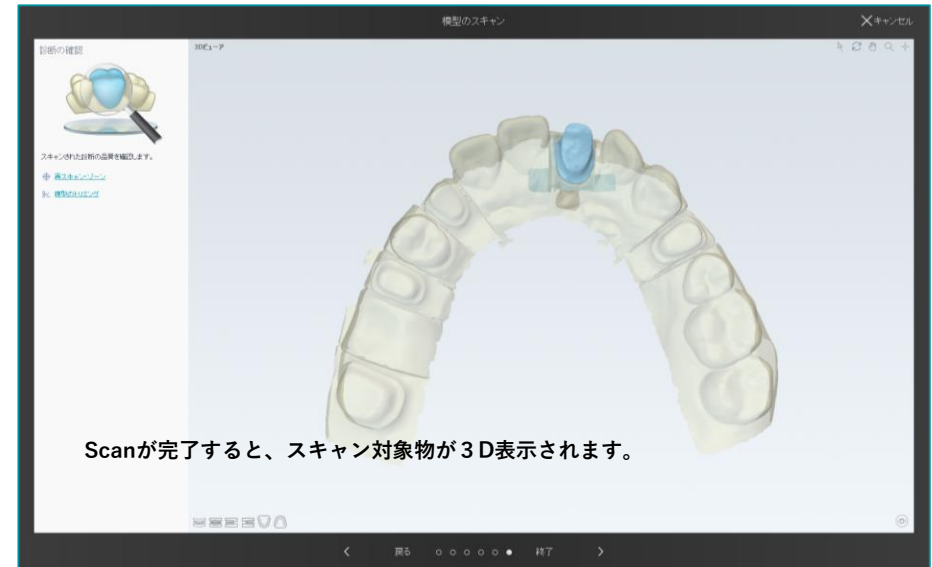 模型のスキャン
キャンセル
診断の確認
3Dビューア
スキャンされた診断の品質を確認します。
再スキャンゾーン
模型のトリミング
Scanが完了すると、スキャン対象物が３D表示されます。
戻る
終了